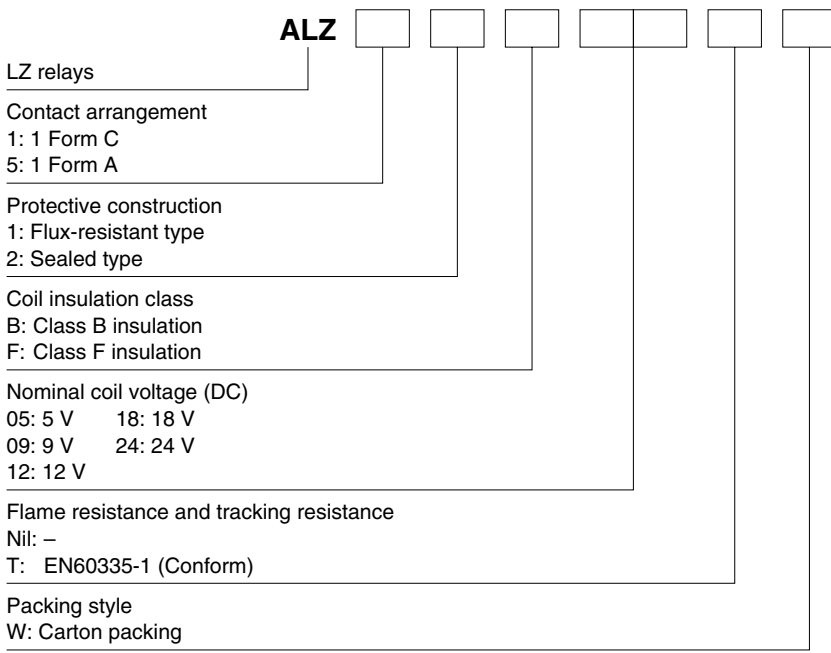 ALZ
LZ relays
Contact arrangement
1: 1 Form C
5: 1 Form A
Protective construction
1: Flux-resistant type
2: Sealed type
Coil insulation class
B: Class B insulation
F: Class F insulation
Nominal coil voltage (DC)
05: 5 V 18: 18 V
09: 9 V 24: 24 V
12: 12 V
Flame resistance and tracking resistance
Nil: –
T: EN60335-1 (Conform)
Packing style
W: Carton packing